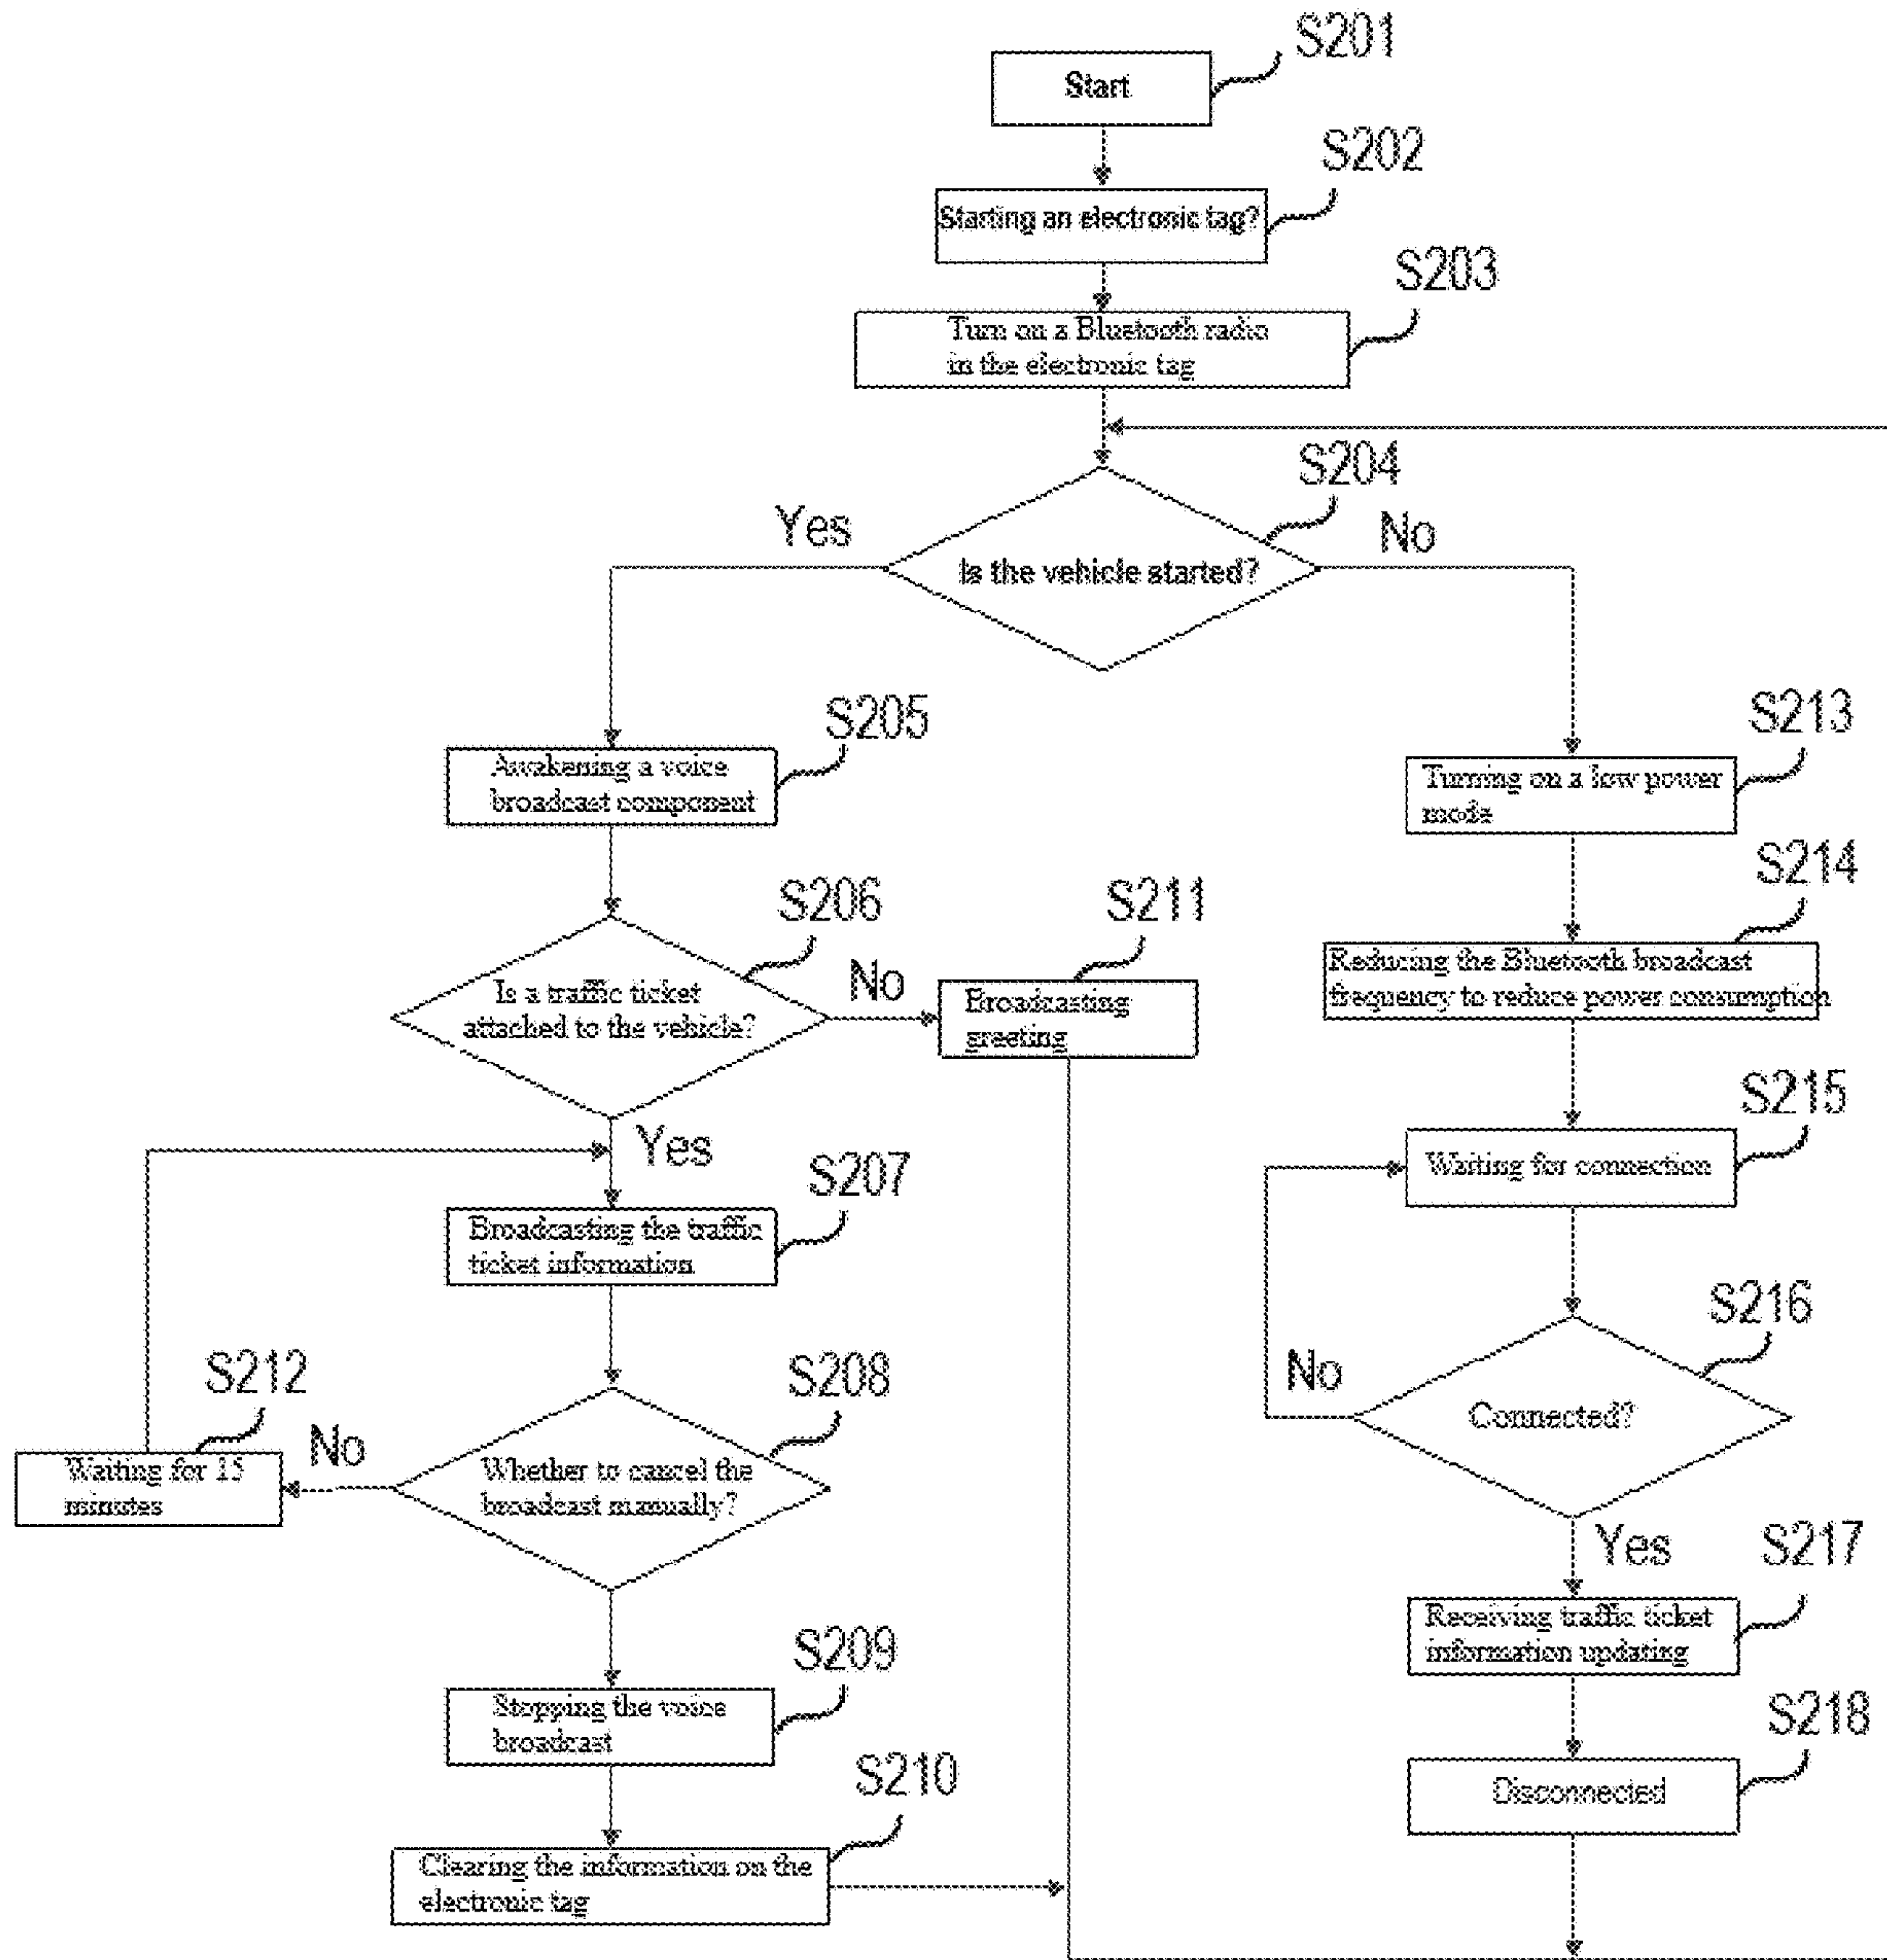 S201
Start
S202
Starting an electronic tag?
S203
Turn on a Bluetooth radio
in the electronic tag
S204
Yes
No
Is the vehicle started?
S205
Awakening a voice
broadcast component
S213
Turning on a low power
mode
S206
S211
S214
Is a traffic ticket
attached to the vehicle?
No
Broadcasting
greeting
Reducing the Bluetooth broadcast
frequency to reduce power consumption
S215
Yes
Waiting for connection
S207
Broadcasting the traffic
ticket information
S216
S212
S208
No
Connected?
Waiting for 15
minutes
No
Whether to cancel the
broadcast manually?
Yes
S217
Receiving traffic ticket
information updating
S209
Stopping the voice
broadcast
S218
Disconnected
S210
Clearing the information on the
electronic tag